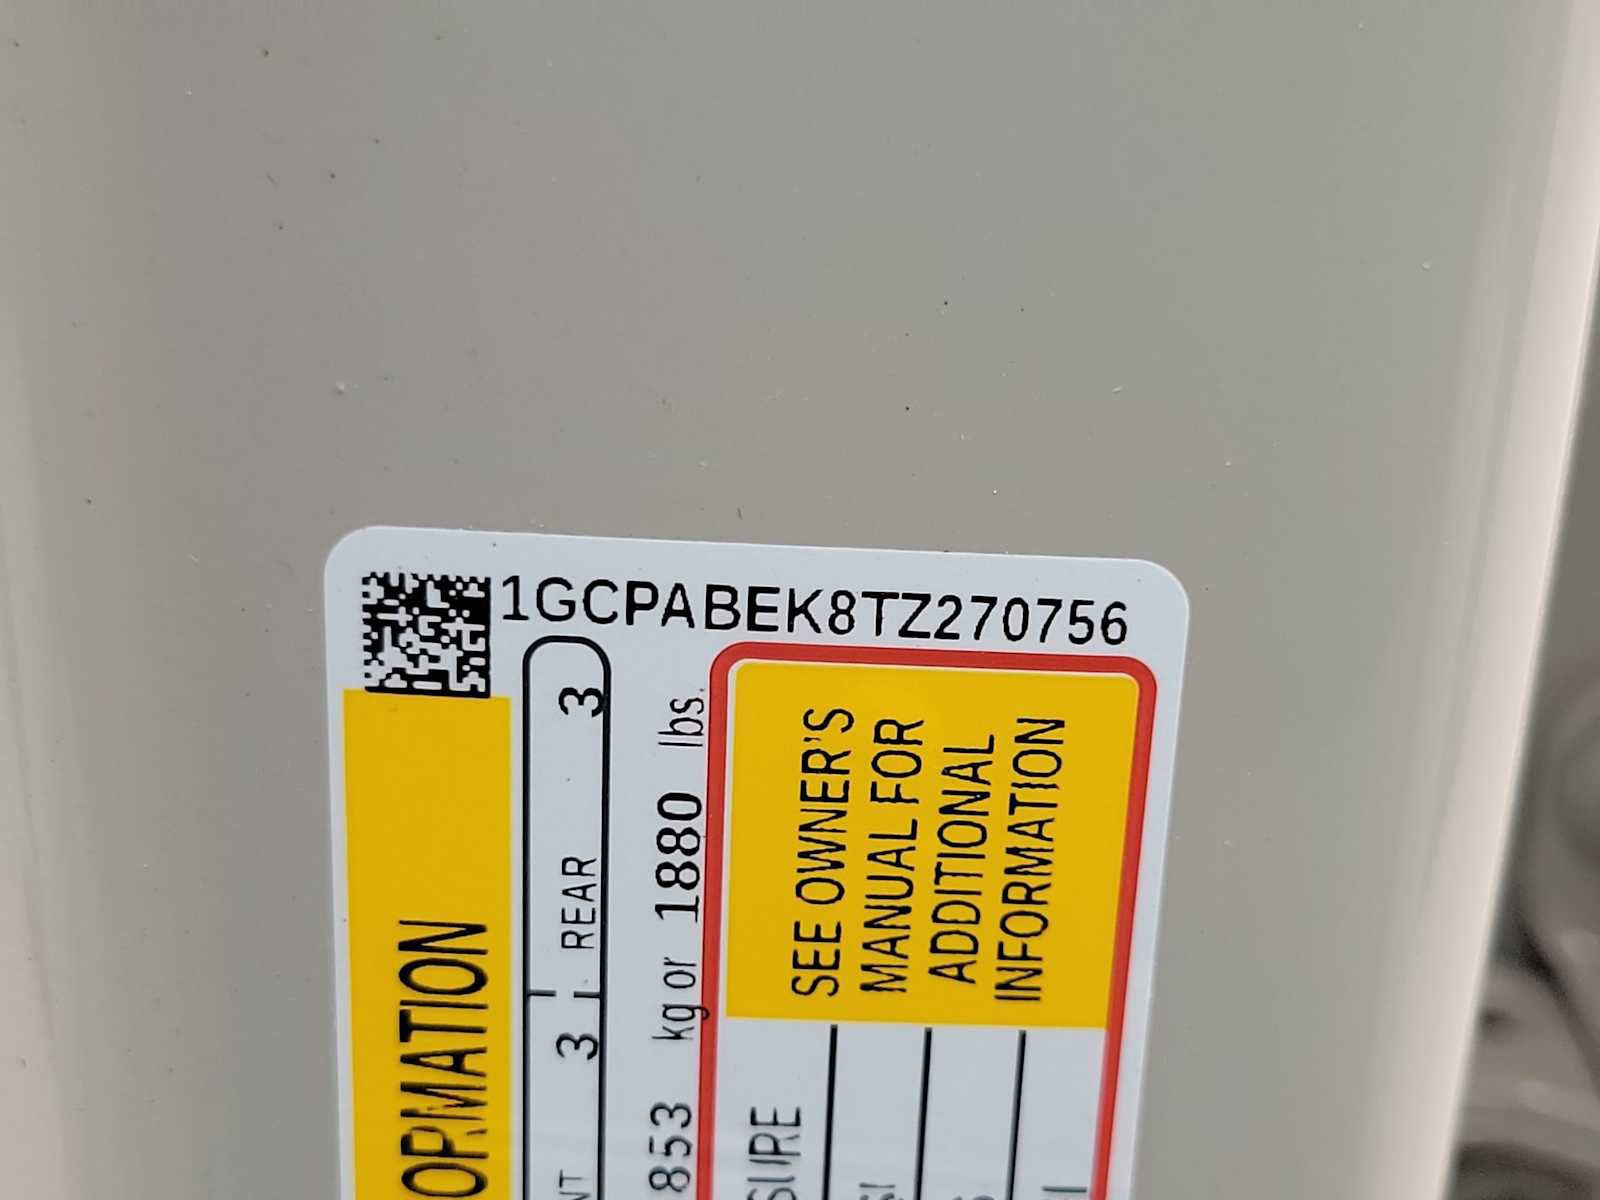 1GCPABEK8TZ270756
3 REAR 3
853 kg or 1880 lbs.
SEE OWNER'S
MANUAL FOR
ADDITIONAL
INFORMATION